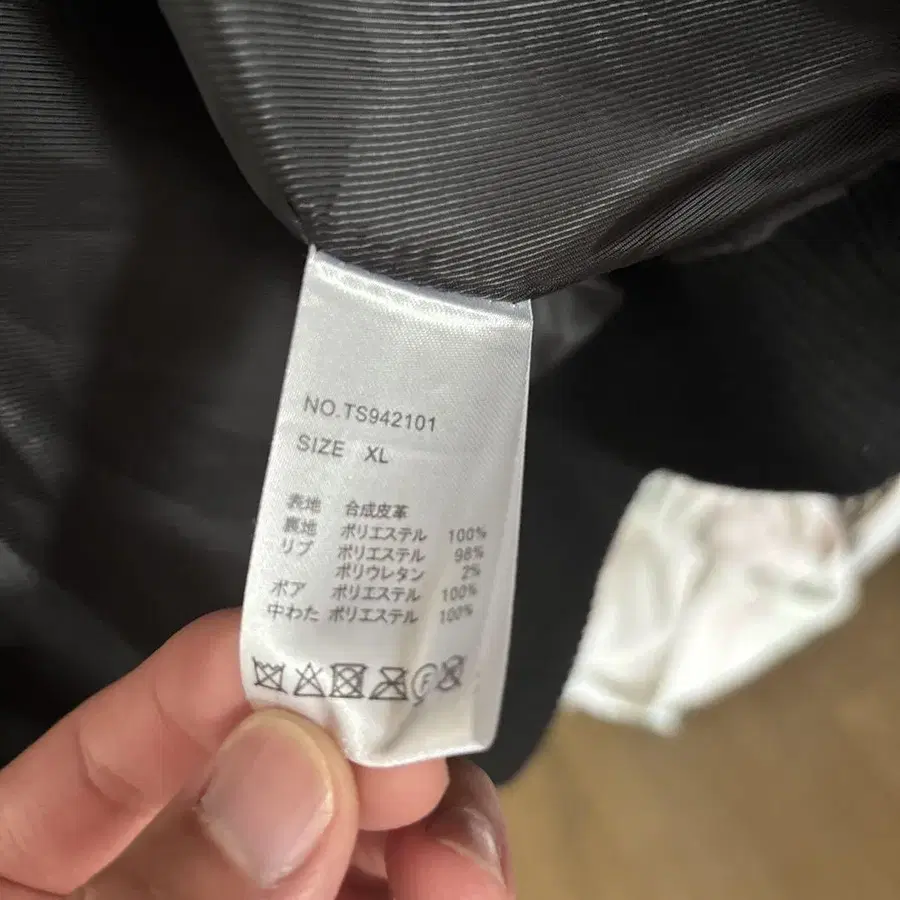 NO.TS942101
SIZE XL
表地 合成皮革
裏地 ポリエステル 100%
リブ ポリエステル 98%
ポリウレタン 2%
ボア ポリエステル 100%
中わた ポリエステル 100%
F